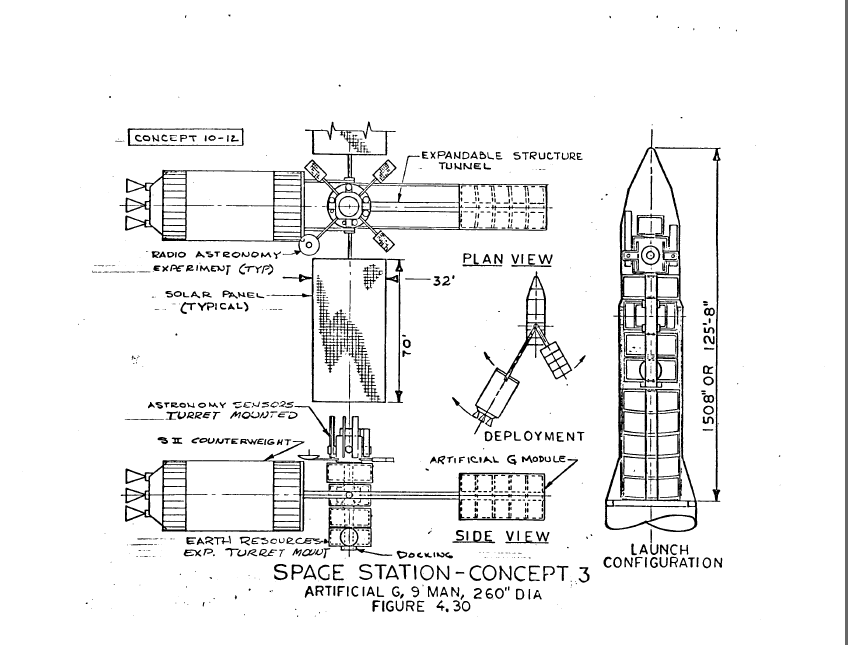 CONCEPT 10-12
EXPANDABLE STRUCTURE
TUNNEL
RADIO ASTRONOMY
EXPERIMENT (TYP)
PLAN VIEW
32'
SOLAR PANEL
(TYPICAL)
70'
1508" OR 125'-8"
ASTRONOMY SENSORS
TURRET MOUNTED
DEPLOYMENT
S II COUNTERWEIGHT
ARTIFICIAL G MODULE
EARTH RESOURCES
EXP. TURRET MOUNT
DOCKING
SIDE VIEW
LAUNCH
CONFIGURATION
SPACE STATION-CONCEPT 3
ARTIFICIAL G, 9 MAN, 260" DIA
FIGURE 4.30